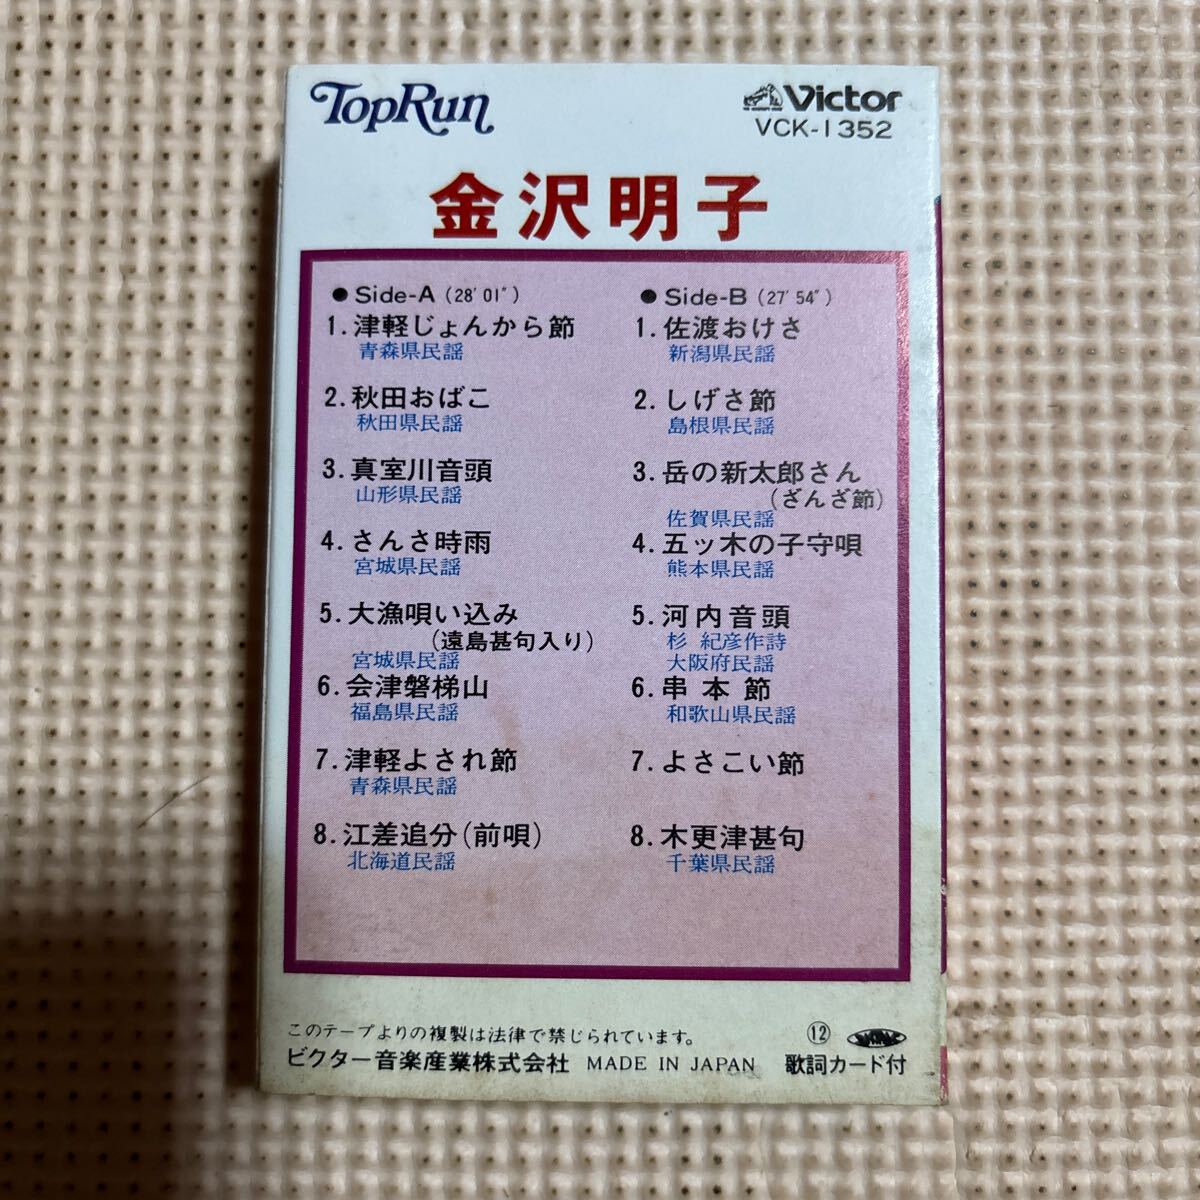 TopRun
Victor
VCK-1352
金沢明子
● Side-A (28′01″)
1.津軽じょんから節
青森県民謡
2.秋田おばこ
秋田県民謡
3.真室川音頭
山形県民謡
4.さんさ時雨
宮城県民謡
5.大漁唄い込み
(遠島甚句入り)
宮城県民謡
6.会津磐梯山
福島県民謡
7.津軽よされ節
青森県民謡
8.江差追分(前唄)
北海道民謡
● Side-B (27′54″)
1.佐渡おけさ
新潟県民謡
2.しげさ節
島根県民謡
3.岳の新太郎さん
(ざんざ節)
佐賀県民謡
4.五ッ木の子守唄
熊本県民謡
5.河内音頭
杉 紀彦作詩
大阪府民謡
6.串本節
和歌山県民謡
7.よさこい節
8.木更津甚句
千葉県民謡
このテープよりの複製は法律で禁じられています。
⑫
ビクター音楽産業株式会社 MADE IN JAPAN 歌詞カード付